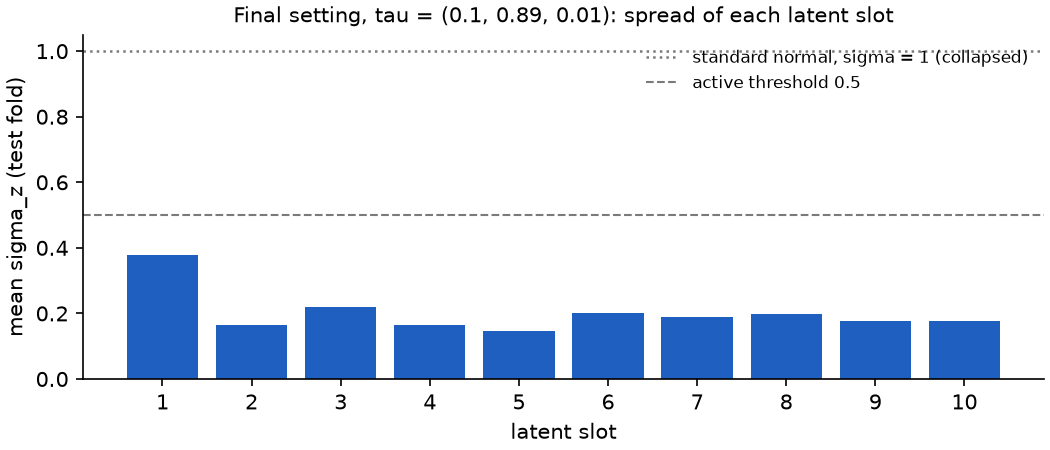 Final setting, tau = (0.1, 0.89, 0.01): spread of each latent slot
standard normal, sigma = 1 (collapsed)
active threshold 0.5
mean sigma_z (test fold)
1.0
0.8
0.6
0.4
0.2
0.0
1 2 3 4 5 6 7 8 9 10
latent slot